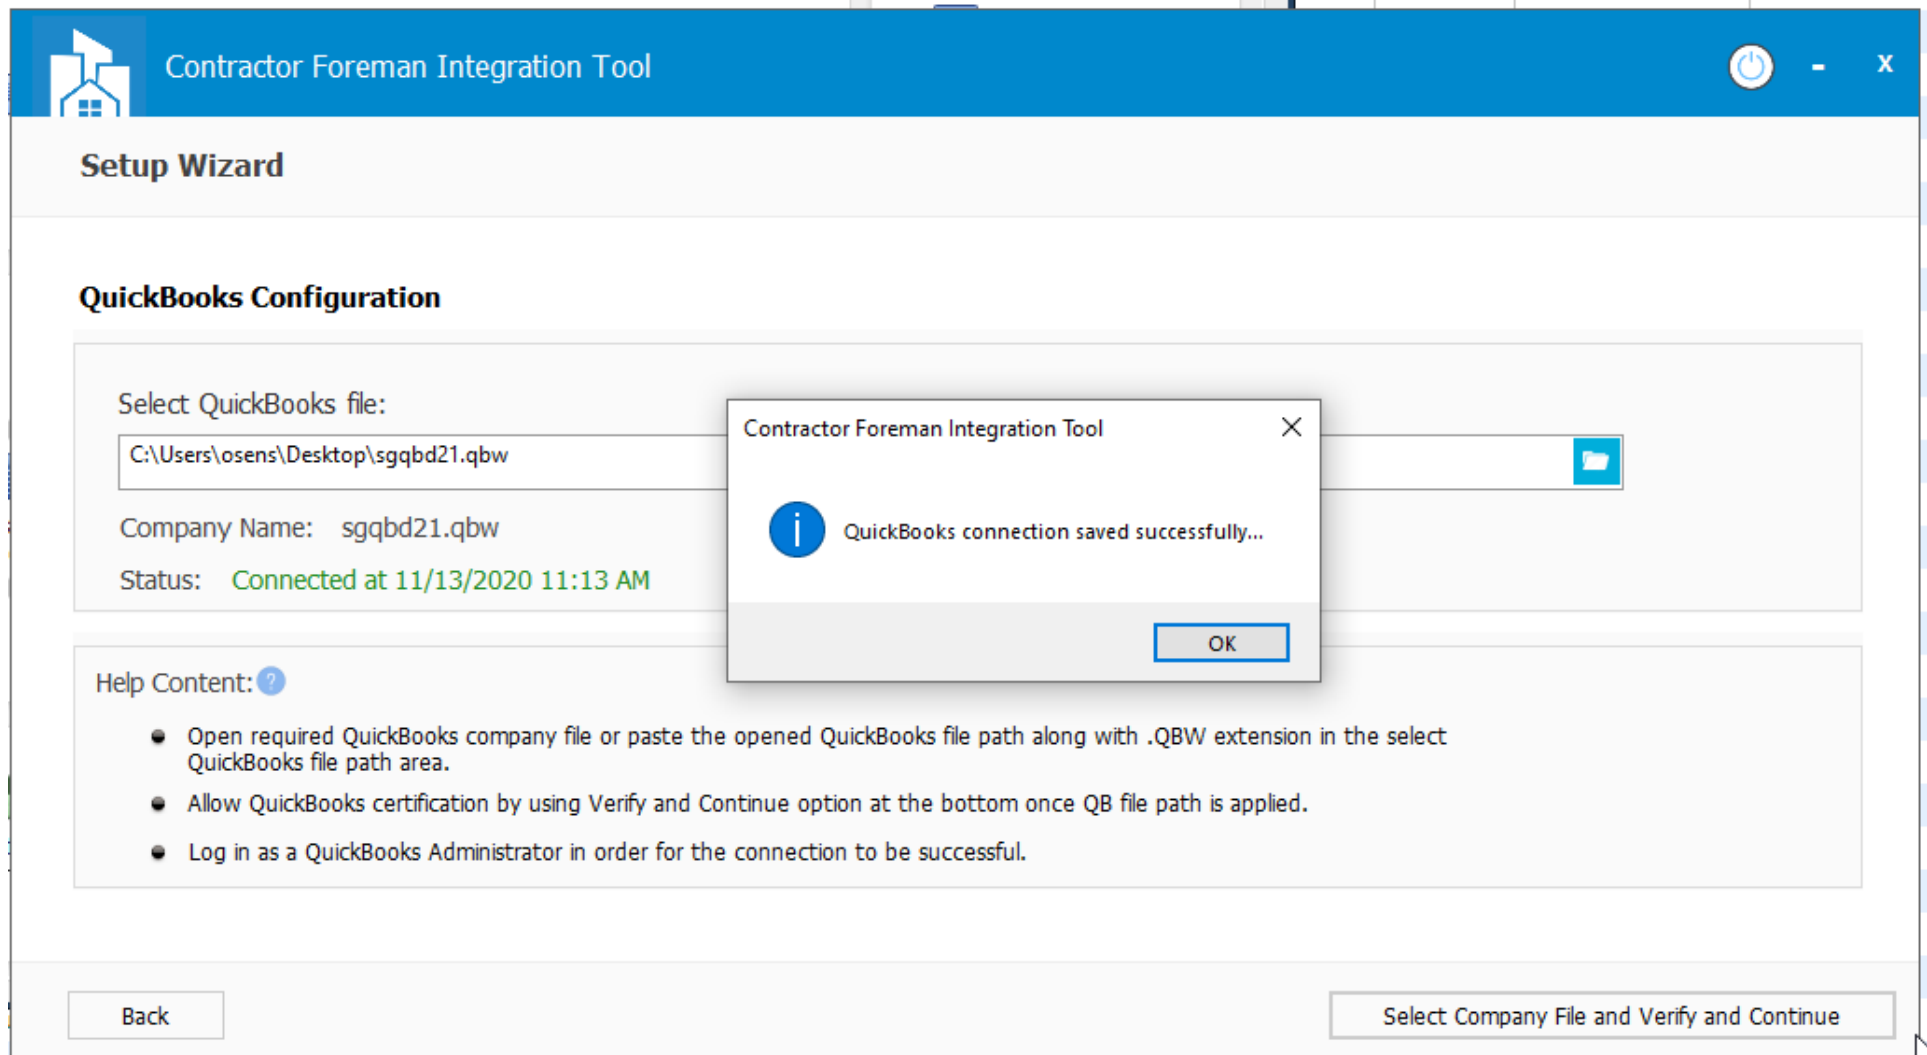 Contractor Foreman Integration Tool
- x
Setup Wizard
QuickBooks Configuration
Select QuickBooks file:
C:\Users\osens\Desktop\sgqbd21.qbw
Company Name: sgqbd21.qbw
Status: Connected at 11/13/2020 11:13 AM
Contractor Foreman Integration Tool
QuickBooks connection saved successfully...
OK
Help Content: ?
Open required QuickBooks company file or paste the opened QuickBooks file path along with .QBW extension in the select
QuickBooks file path area.
Allow QuickBooks certification by using Verify and Continue option at the bottom once QB file path is applied.
Log in as a QuickBooks Administrator in order for the connection to be successful.
Back
Select Company File and Verify and Continue